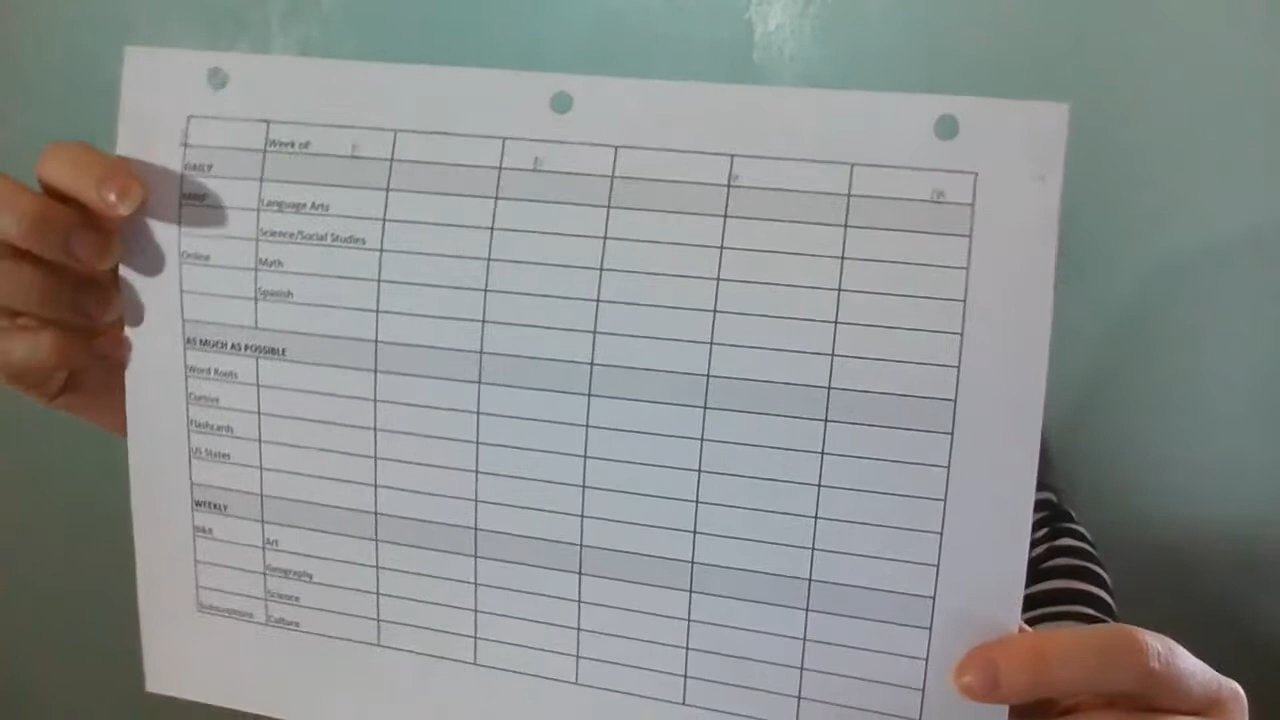 Week of:
DAILY
Language Arts
Science/Social Studies
Online Math
Spanish
AS MUCH AS POSSIBLE
Word Roots
Cursive
Flashcards
US States
WEEKLY
Art
Geography
Science
Subscription Culture